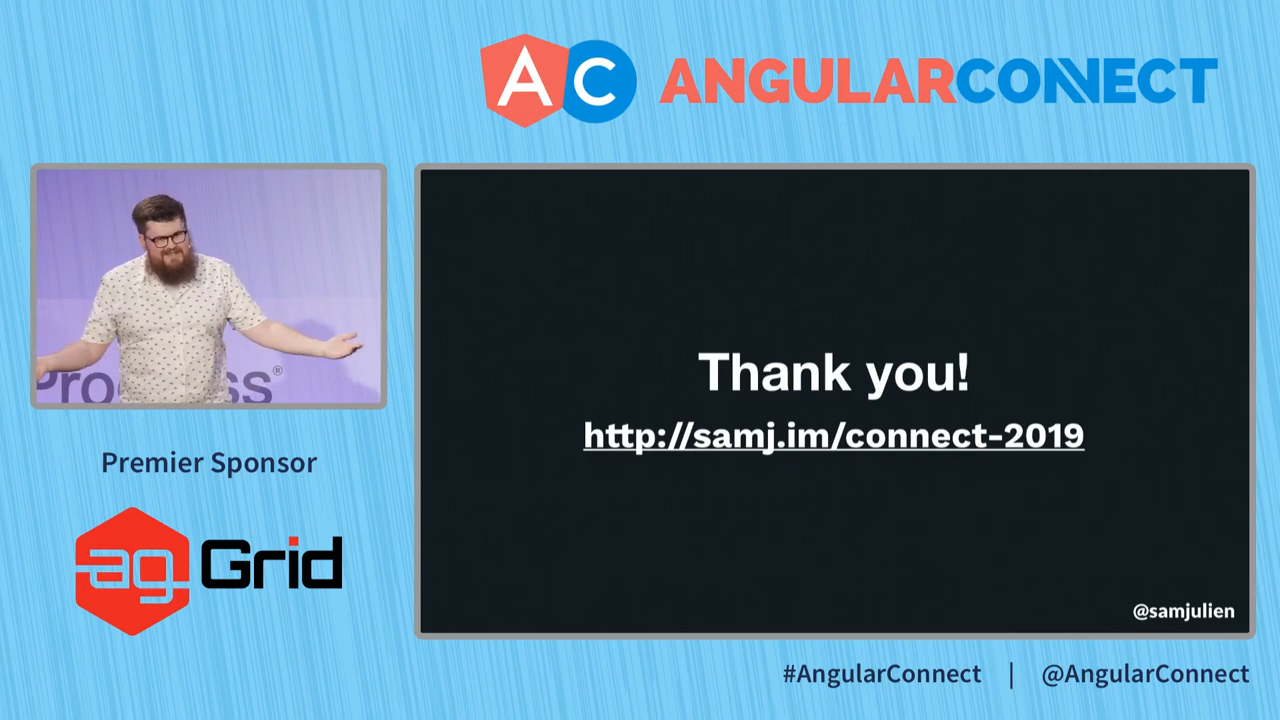 AC ANGULARCONNECT
Premier Sponsor
ag Grid
Thank you!
http://samj.im/connect-2019
@samjulien
#AngularConnect | @AngularConnect